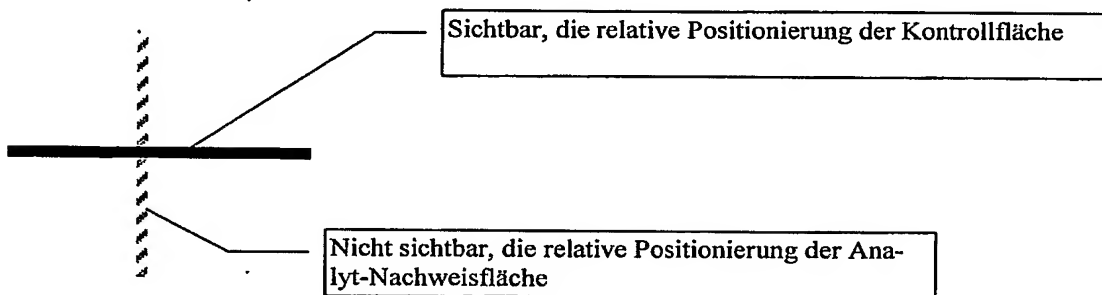 Sichtbar, die relative Positionierung der Kontrollfläche
Nicht sichtbar, die relative Positionierung der Ana-
lyt-Nachweisfläche